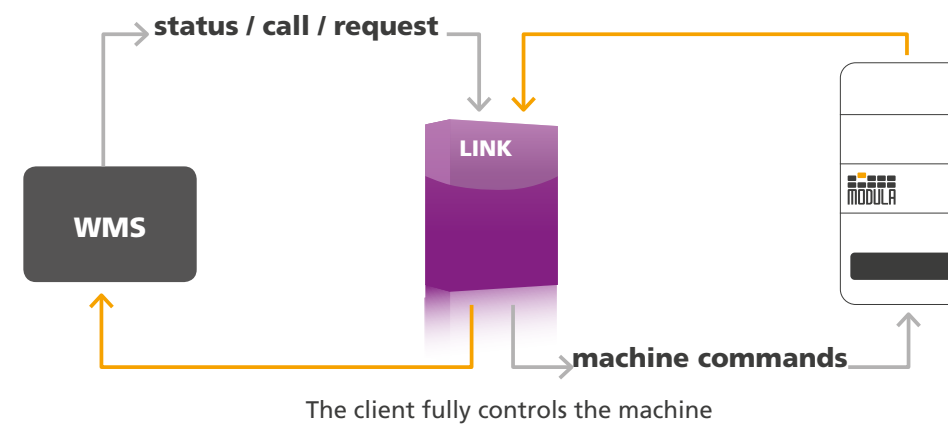 status / call / request
LINK
MODULA
WMS
machine commands
The client fully controls the machine